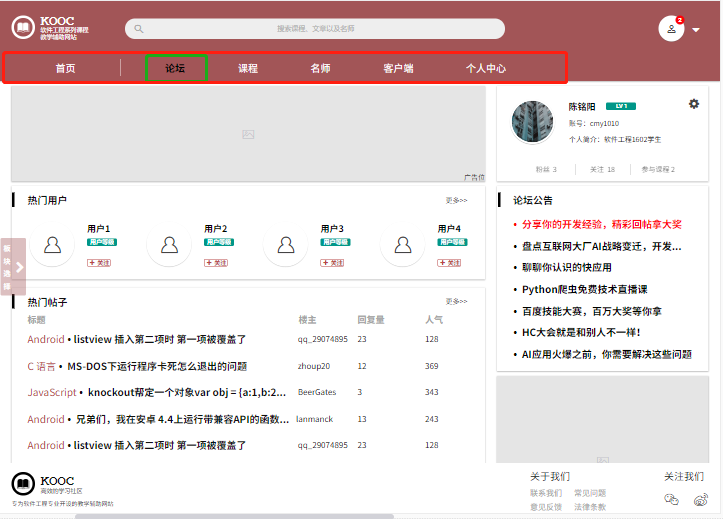 KOOC
软件工程系列课程
教学辅助网站
搜索课程、文章以及名师
2
首页 论坛 课程 名师 客户端 个人中心
广告位
陈铭阳 LV 1
账号：cmy1010
个人简介：软件工程1602学生
粉丝 3 关注 18 参与课程 2
热门用户 更多>>
用户1 用户2 用户3 用户4
用户等级 用户等级 用户等级 用户等级
+ 关注 + 关注 + 关注 + 关注
板块选择
论坛公告
• 分享你的开发经验，精彩回帖拿大奖
• 盘点互联网大厂AI战略变迁，开发...
• 聊聊你认识的快应用
• Python爬虫免费技术直播课
• 百度技能大赛，百万大奖等你拿
• HC大会就是和别人不一样！
• AI应用火爆之前，你需要解决这些问题
热门帖子 更多>>
标题 楼主 回复量 人气
Android • listview 插入第二项时 第一项被覆盖了 qq_29074895 23 128
C 语言 • MS-DOS下运行程序卡死怎么退出的问题 zhoup20 12 369
JavaScript • knockout帮定一个对象var obj = {a:1,b:2... BeerGates 3 343
Android • 兄弟们，我在安卓 4.4上运行带兼容API的函数... lanmanck 13 243
Android • listview 插入第二项时 第一项被覆盖了 qq_29074895 23 128
KOOC
高效的学习社区
专为软件工程专业开设的教学辅助网站
关于我们 关注我们
联系我们 常见问题
意见反馈 法律条款